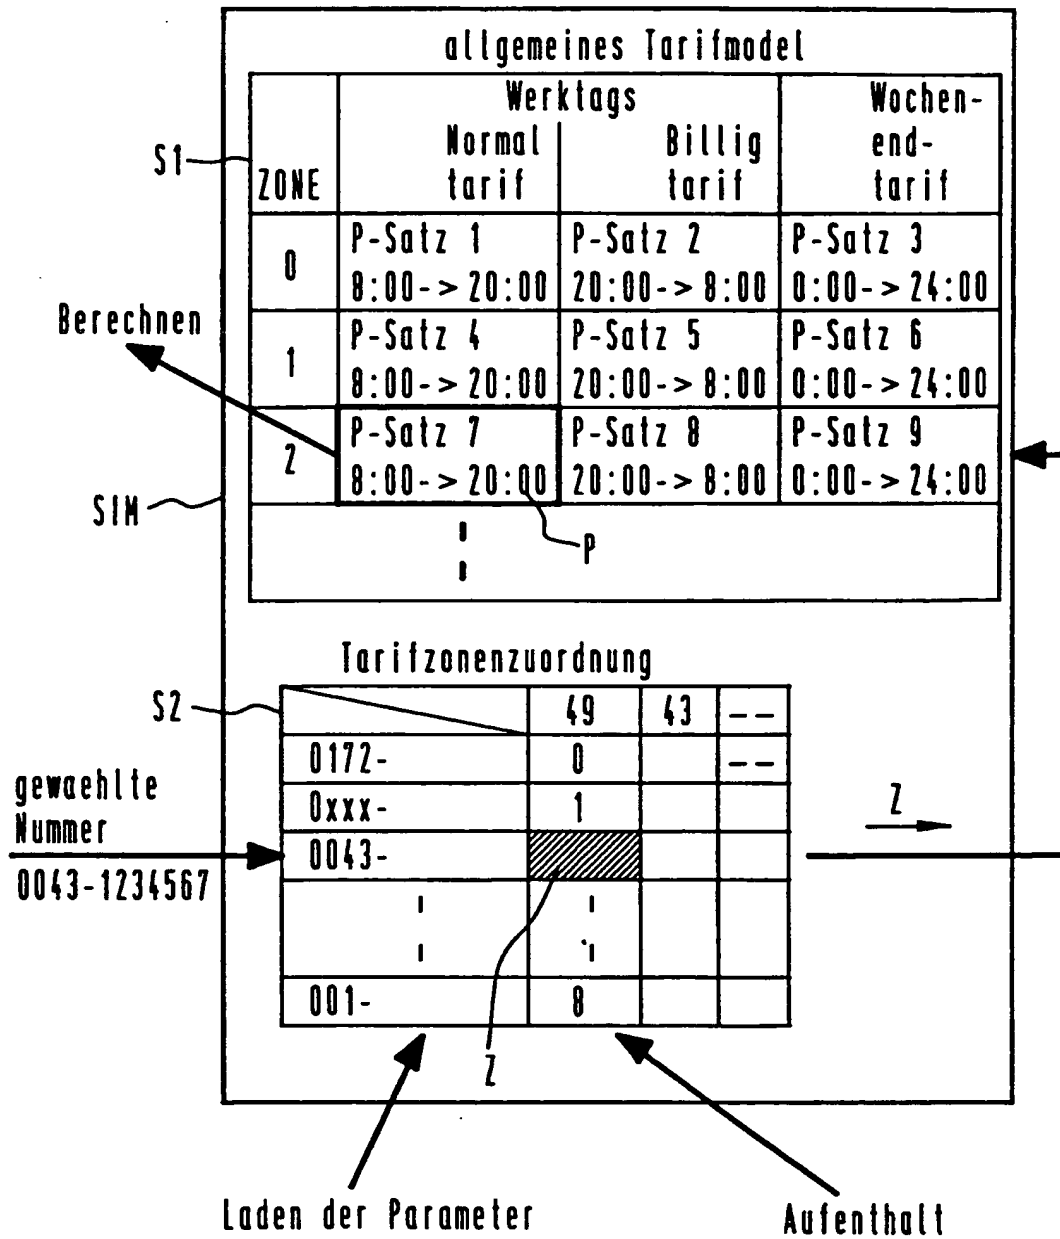 allgemeines Tarifmodel
Werktags
Wochen-
end-
tarif
Normal
tarif
Billig
tarif
S1
ZONE
0
P-Satz 1
8:00->20:00
P-Satz 2
20:00->8:00
P-Satz 3
0:00->24:00
Berechnen
1
P-Satz 4
8:00->20:00
P-Satz 5
20:00->8:00
P-Satz 6
0:00->24:00
2
P-Satz 7
8:00->20:00
P-Satz 8
20:00->8:00
P-Satz 9
0:00->24:00
SIM
P
Tarifzonenzuordnung
S2
49 43 --
0172- 0 --
0xxx- 1
0043-
001- 8
gewaehlte
Nummer
0043-1234567
Z
Z
Laden der Parameter
Aufenthalt